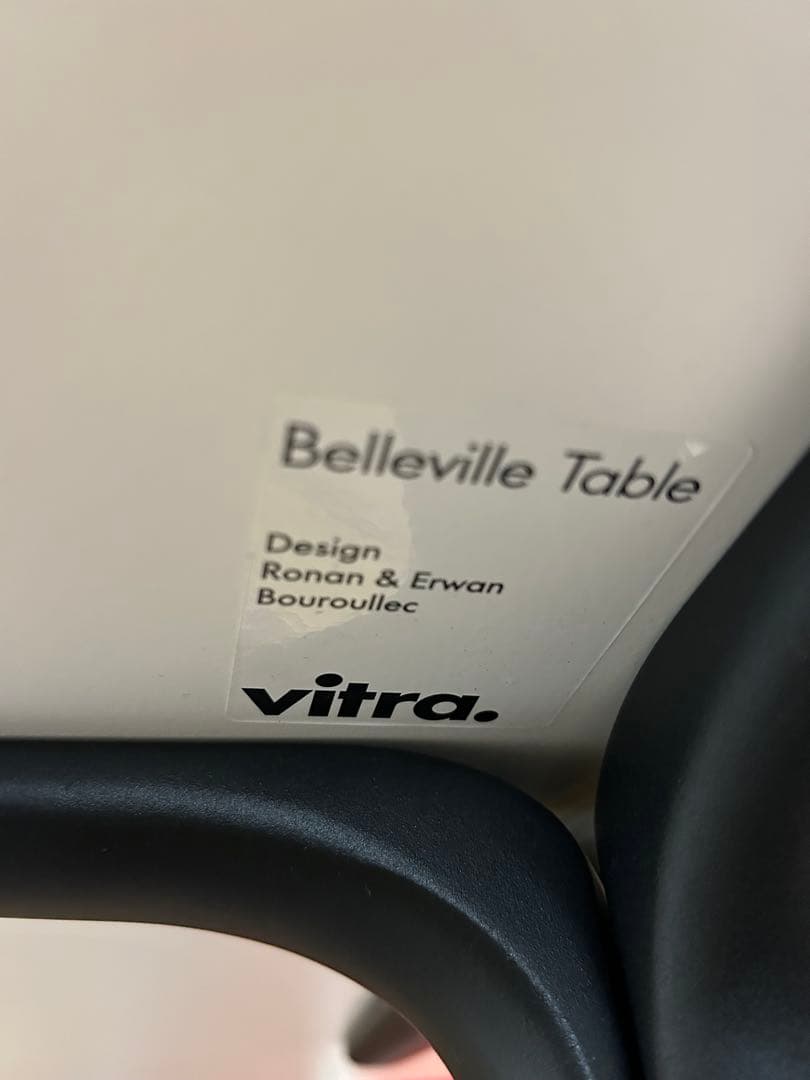 Belleville Table
Design
Ronan & Erwan
Bouroullec
vitra.